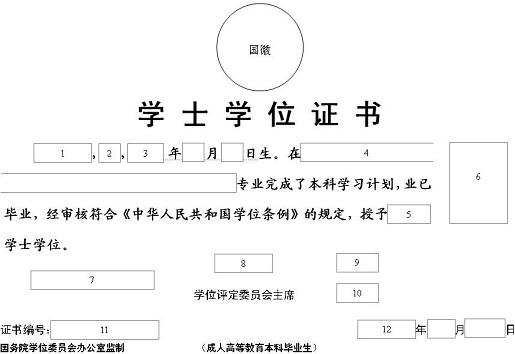 国徽
学士学位证书
1，2，3 年 月 日生。在 4
专业完成了本科学习计划，业已
6
毕业，经审核符合《中华人民共和国学位条例》的规定，授予 5
学士学位。
8 9
7
学位评定委员会主席 10
证书编号： 11 12 年 月 日
国务院学位委员会办公室监制 （成人高等教育本科毕业生）